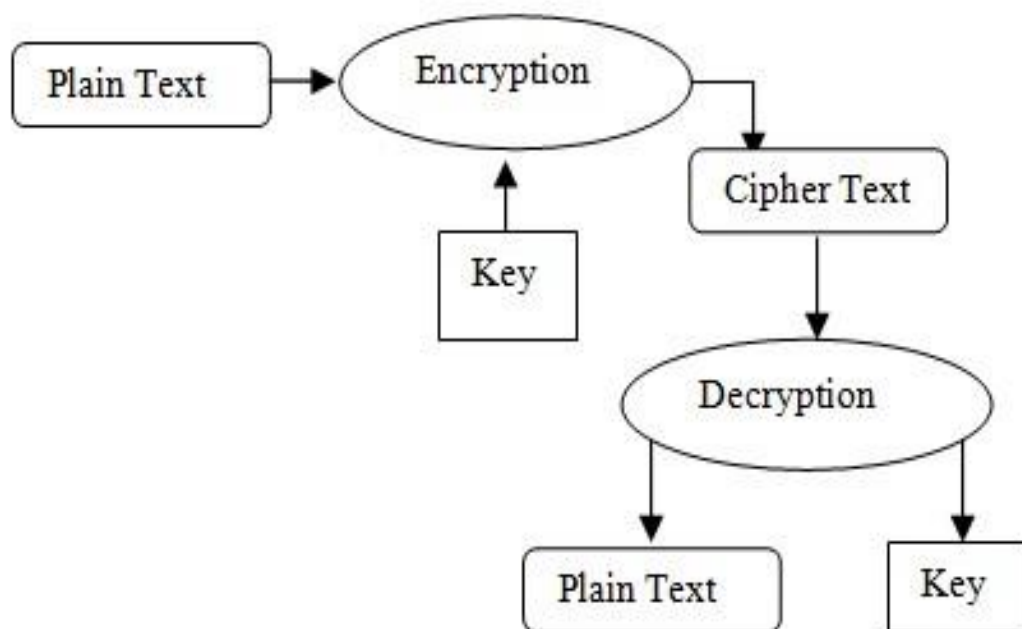 Plain Text
Encryption
Cipher Text
Key
Decryption
Plain Text
Key